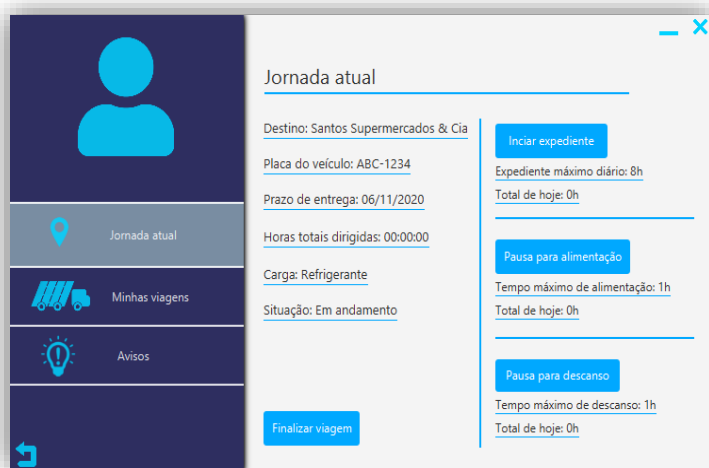 Jornada atual
Minhas viagens
Avisos
Jornada atual
Destino: Santos Supermercados & Cia
Placa do veículo: ABC-1234
Prazo de entrega: 06/11/2020
Horas totais dirigidas: 00:00:00
Carga: Refrigerante
Situação: Em andamento
Finalizar viagem
Inciar expediente
Expediente máximo diário: 8h
Total de hoje: 0h
Pausa para alimentação
Tempo máximo de alimentação: 1h
Total de hoje: 0h
Pausa para descanso
Tempo máximo de descanso: 1h
Total de hoje: 0h